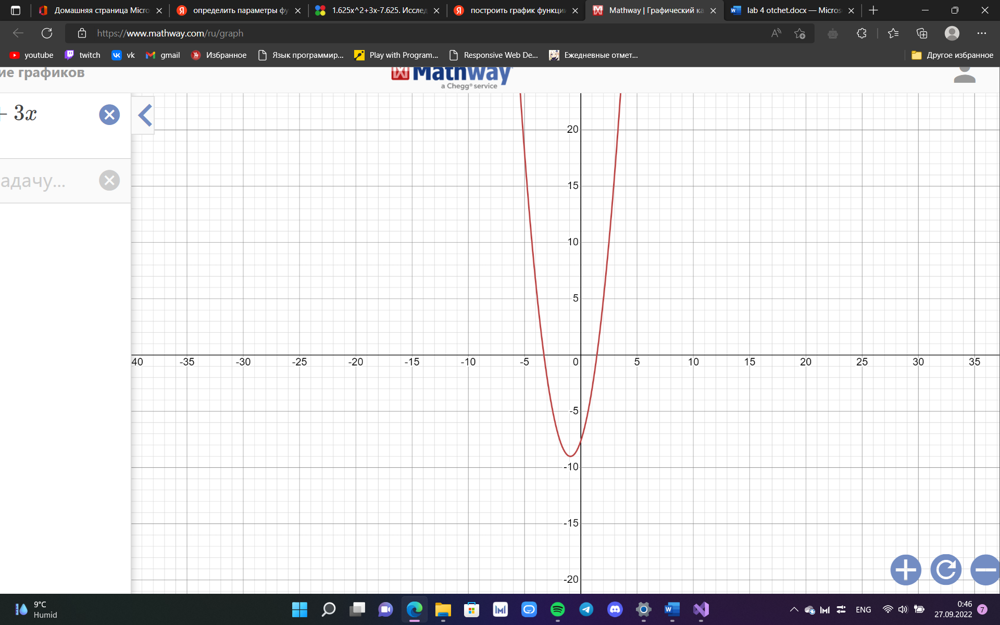 Домашняя страница Micro
определить параметры фу
1.625x^2+3x-7.625. Исслед
построить график функции
Mathway | Графический ка
lab 4 otchet.docx — Micros
https://www.mathway.com/ru/graph
youtube
twitch
vk
gmail
Избранное
Язык программир...
Play with Program...
Responsive Web De...
Ежедневные отмет...
Другое избранное
ие графиков
Mathway
a Chegg® service
+ 3x
адачу...
20
15
10
5
40 -35 -30 -25 -20 -15 -10 -5 0 5 10 15 20 25 30 35
-5
-10
-15
-20
9°C
Humid
ENG
0:46
27.09.2022
7